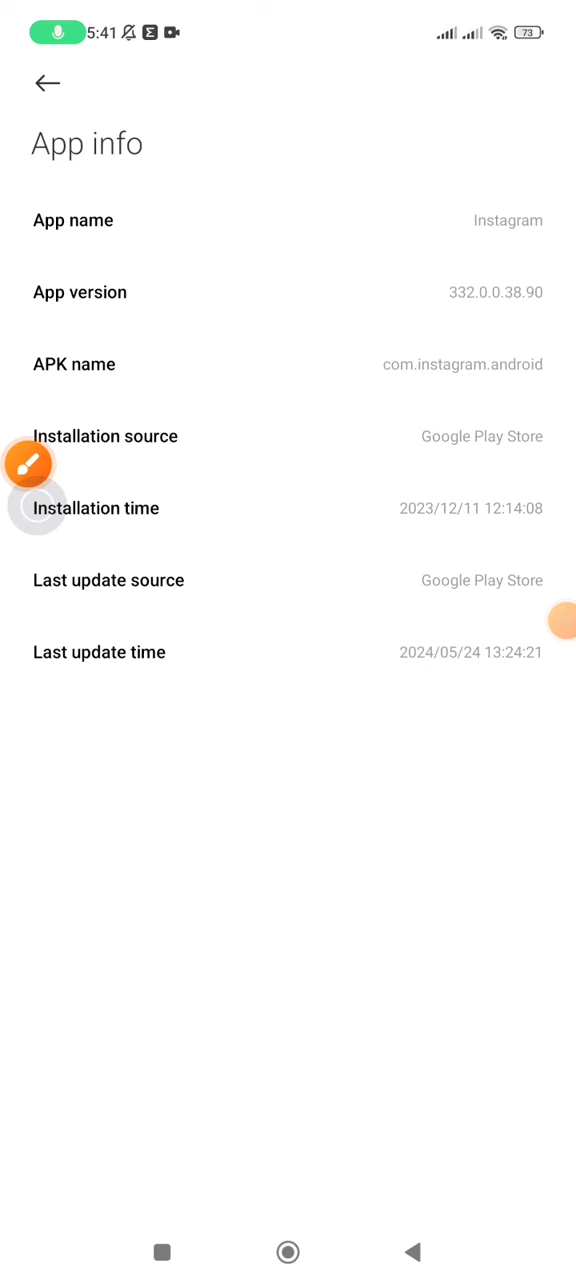 5:41
73
App info
App name
Instagram
App version
332.0.0.38.90
APK name
com.instagram.android
Installation source
Google Play Store
Installation time
2023/12/11 12:14:08
Last update source
Google Play Store
Last update time
2024/05/24 13:24:21